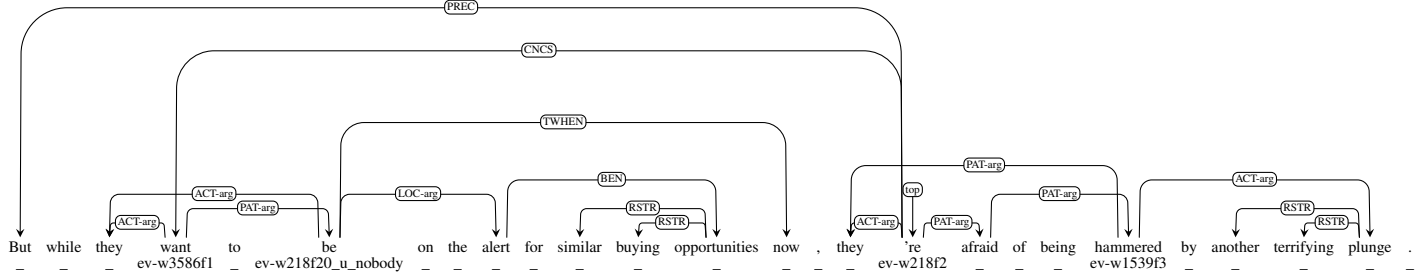 PREC
CNCS
TWHEN
PAT-arg
ACT-arg LOC-arg BEN top PAT-arg ACT-arg
ACT-arg PAT-arg RSTR RSTR ACT-arg PAT-arg RSTR RSTR
But while they want to be on the alert for similar buying opportunities now , they 're afraid of being hammered by another terrifying plunge .
_ _ _ ev-w3586f1 _ ev-w218f20_u_nobody _ _ _ _ _ _ _ _ _ _ ev-w218f2 _ _ _ ev-w1539f3 _ _ _ _ _